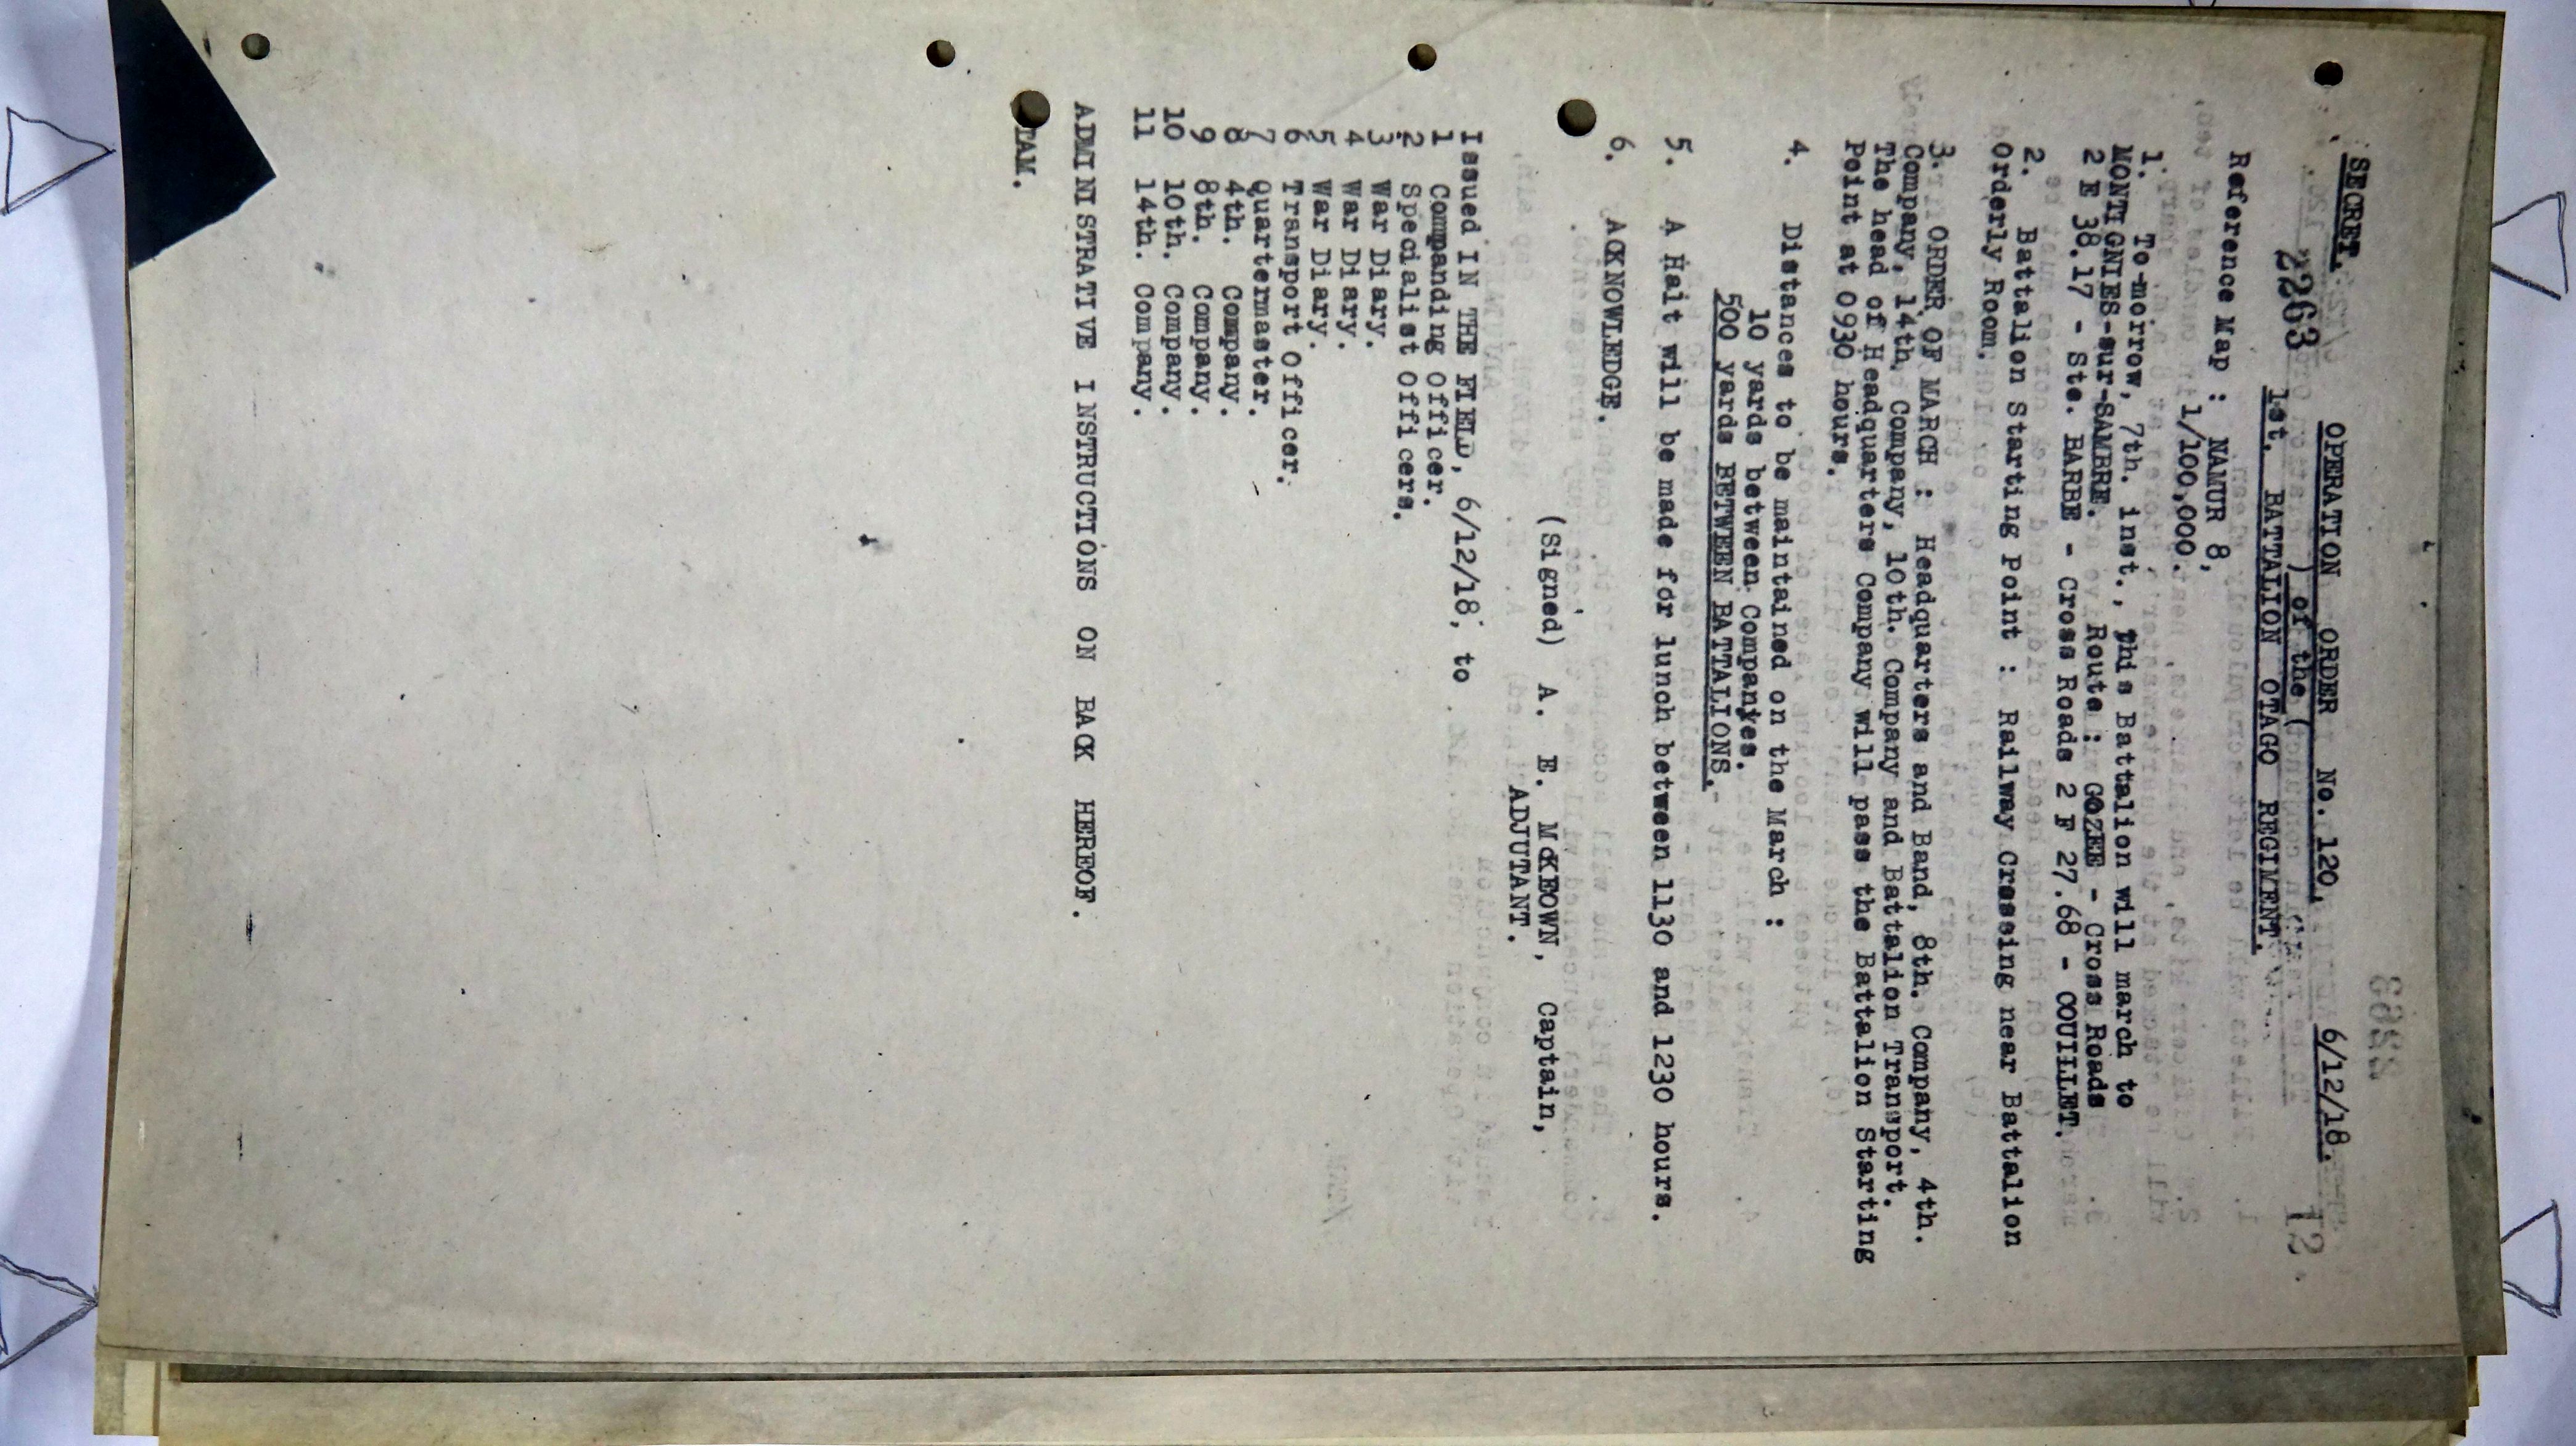 SECRET.
OPERATION ORDER No. 120. 6/12/18. 12.
) of the (
2263 1st. BATTALION OTAGO REGIMENT.
Reference Map : NAMUR 8,
1/100,000.
1. To-morrow, 7th. inst., this Battalion will march to
MONTIGNIES-sur-SAMBRE. Route : GOZEE - Cross Roads
2 E 38.17 - Ste. BARBE - Cross Roads 2 F 27.68 - COUILLET.
2. Battalion Starting Point : Railway Crossing near Battalion
Orderly Room.
3. ORDER OF MARCH : Headquarters and Band, 8th. Company, 4th.
Company, 14th. Company, 10th. Company and Battalion Transport.
The head of Headquarters Company will pass the Battalion Starting
Point at 0930 hours.
4. Distances to be maintained on the March :
10 yards between Companies.
500 yards BETWEEN BATTALIONS.
5. A Halt will be made for lunch between 1130 and 1230 hours.
6. ACKNOWLEDGE.
(Signed) A. E. McKEOWN, Captain,
ADJUTANT.
Issued IN THE FIELD, 6/12/18, to
1 Commanding Officer.
2 Specialist Officers.
3 War Diary.
4 War Diary.
5 War Diary.
6 Transport Officer.
7 Quartermaster.
8 4th. Company.
9 8th. Company.
10 10th. Company.
11 14th. Company.
ADMINISTRATIVE INSTRUCTIONS ON BACK HEREOF.
TAM.